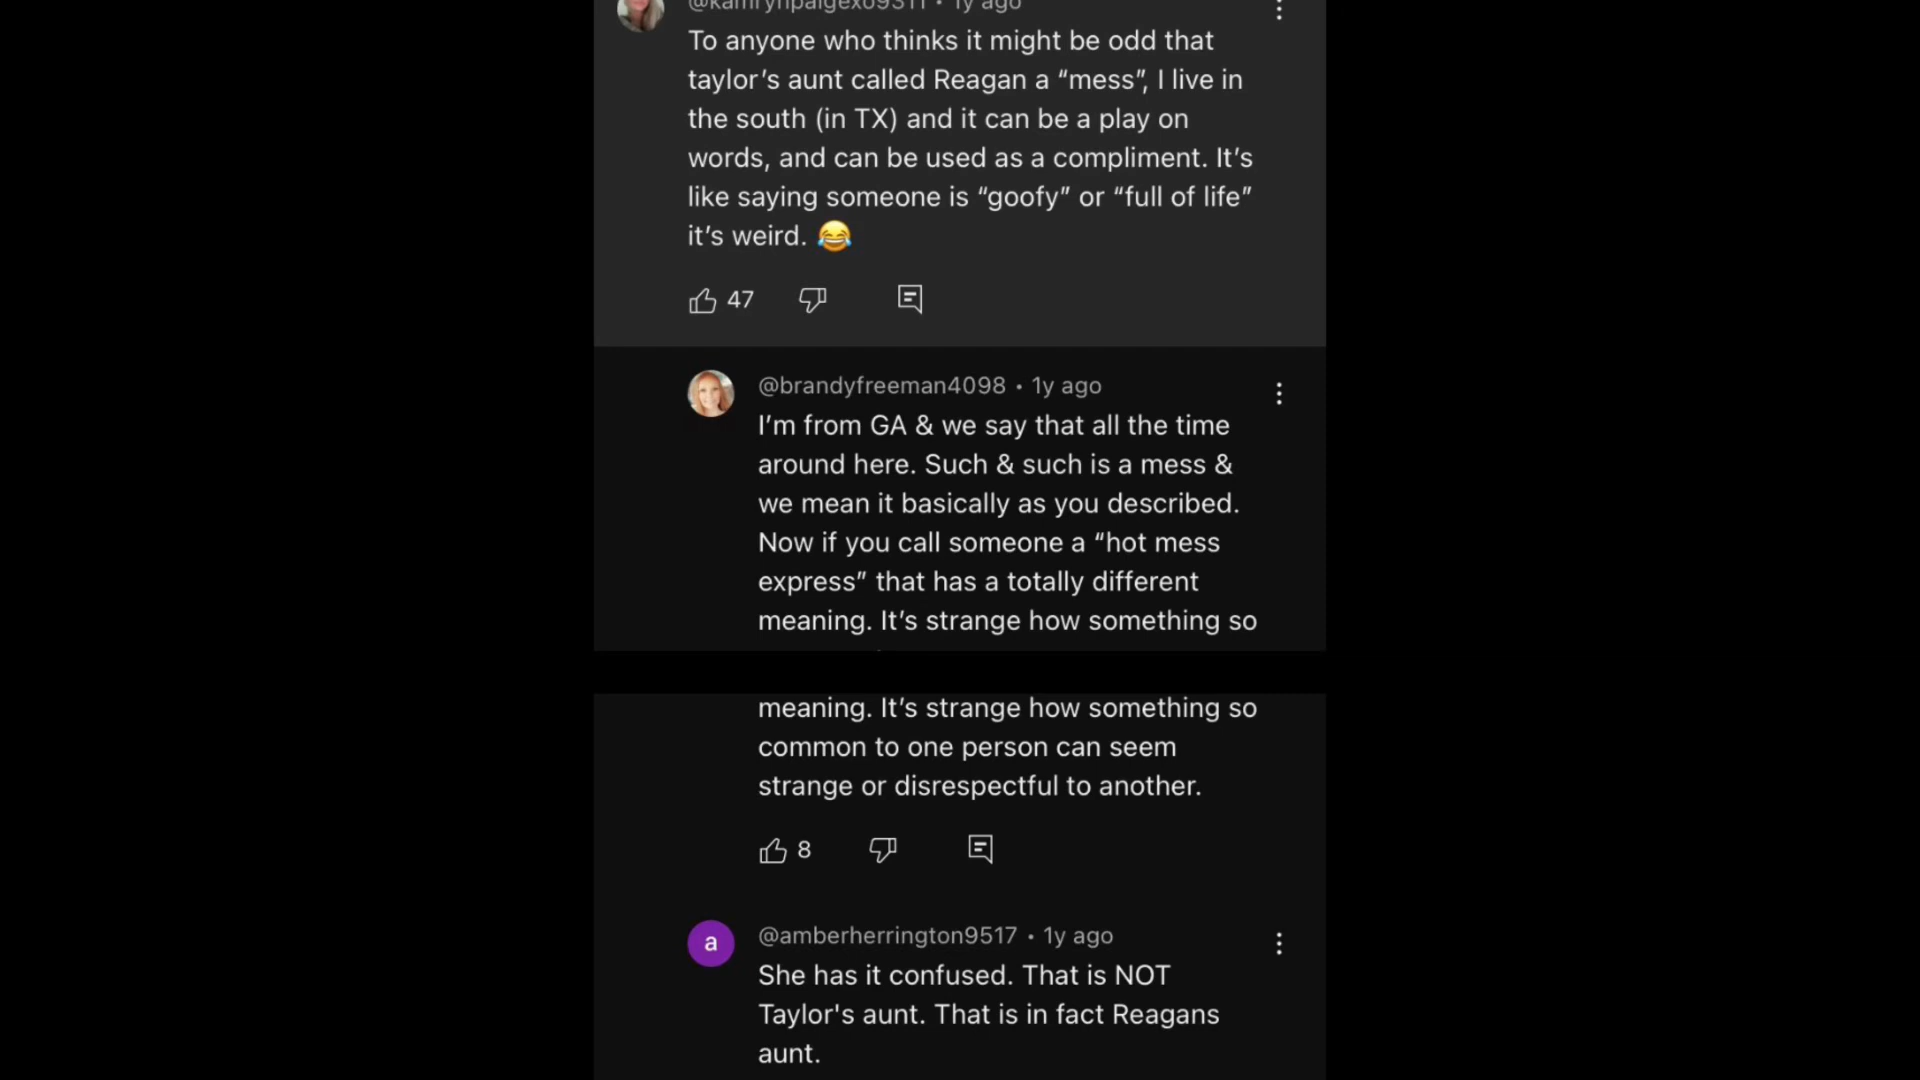 @kamrynpaigexo9311 • 1y ago
To anyone who thinks it might be odd that
taylor’s aunt called Reagan a “mess”, I live in
the south (in TX) and it can be a play on
words, and can be used as a compliment. It’s
like saying someone is “goofy” or “full of life”
it’s weird. 😂
47
@brandyfreeman4098 • 1y ago
I’m from GA & we say that all the time
around here. Such & such is a mess &
we mean it basically as you described.
Now if you call someone a “hot mess
express” that has a totally different
meaning. It’s strange how something so
meaning. It’s strange how something so
common to one person can seem
strange or disrespectful to another.
8
a
@amberherrington9517 • 1y ago
She has it confused. That is NOT
Taylor's aunt. That is in fact Reagans
aunt.